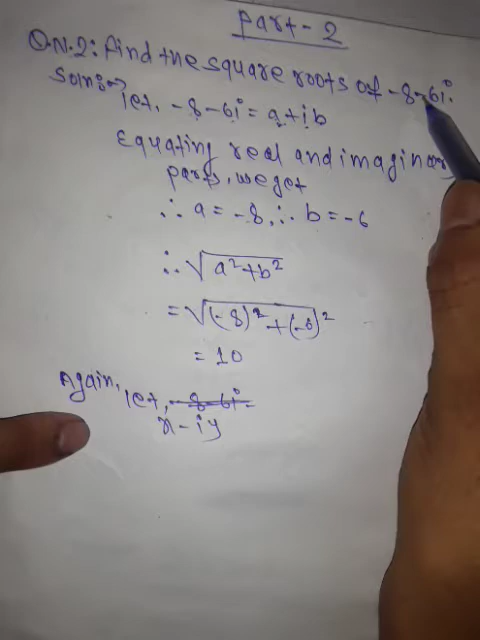 Part-2
Q.N.2: Find the square roots of -8-6i.
Soln:→
let, -8-6i = a+ib
Equating real and imaginar
parts, we get
∴ a = -8, ∴ b = -6
∴ √a²+b²
= √(-8)²+(-6)²
= 10
Again,
let, -8-6i =
x-iy